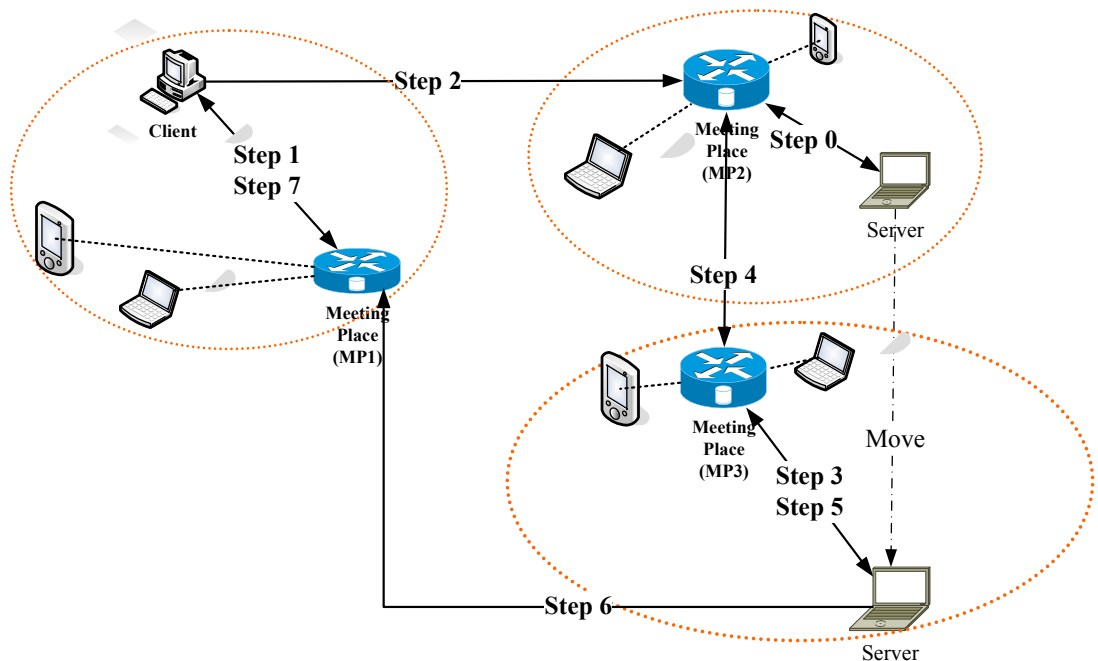 Client
Step 1
Step 7
Meeting
Place
(MP1)
Step 2
Meeting
Place
(MP2)
Step 0
Server
Step 4
Meeting
Place
(MP3)
Step 3
Step 5
Move
Step 6
Server